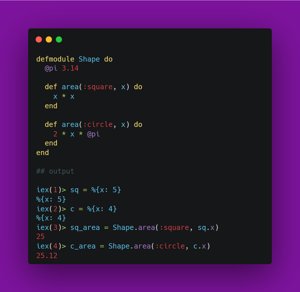 defmodule Shape do
  @pi 3.14

  def area(:square, x) do
    x * x
  end

  def area(:circle, x) do
    2 * x * @pi
  end
end

## output

iex(1)> sq = %{x: 5}
%{x: 5}
iex(2)> c = %{x: 4}
%{x: 4}
iex(3)> sq_area = Shape.area(:square, sq.x)
25
iex(4)> c_area = Shape.area(:circle, c.x)
25.12